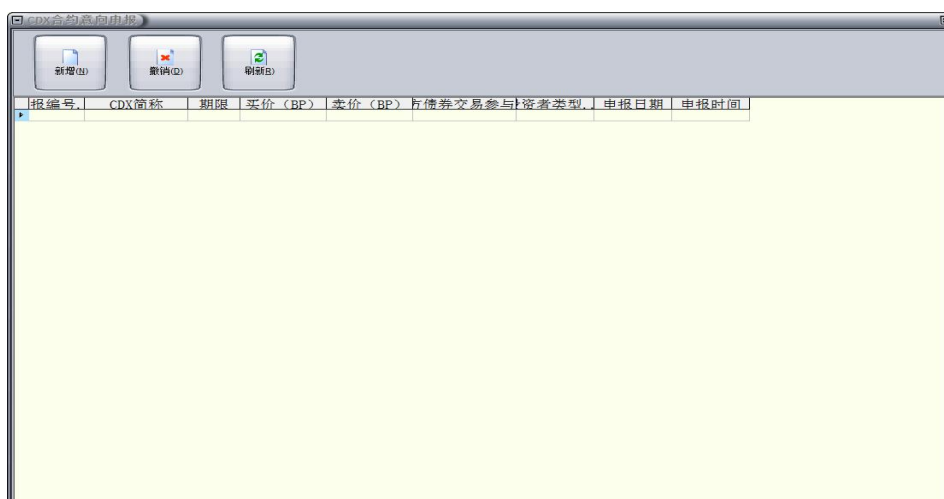 CDX合约意向申报
新增(N) 撤销(D) 刷新(R)
报编号. CDX简称 期限 买价（BP） 卖价（BP） 方债券交易参与 资者类型. 申报日期 申报时间